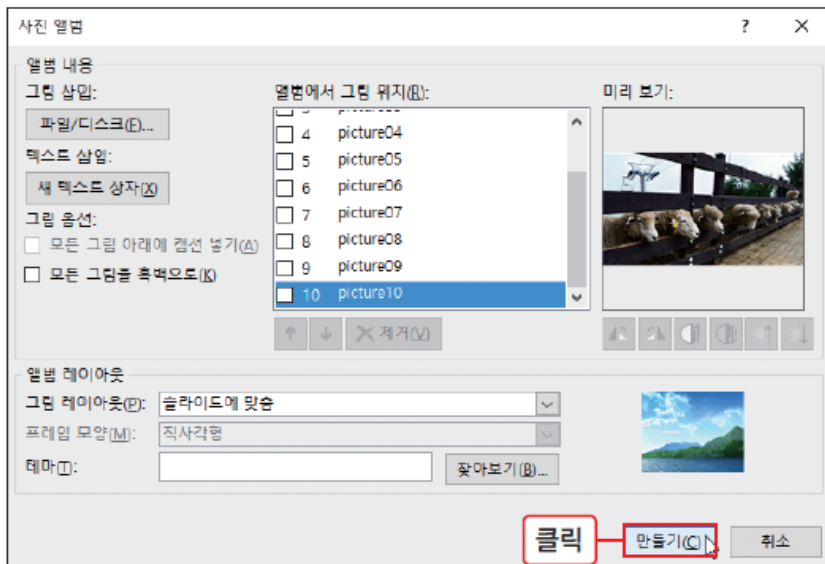 사진 앨범
앨범 내용
그림 삽입:
파일/디스크(F)...
텍스트 삽입:
새 텍스트 상자(X)
그림 옵션:
모든 그림 아래에 캡션 넣기(A)
모든 그림을 흑백으로(K)
앨범에서 그림 위치(R):
4 picture04
5 picture05
6 picture06
7 picture07
8 picture08
9 picture09
10 picture10
제거(V)
미리 보기:
앨범 레이아웃
그림 레이아웃(P): 슬라이드에 맞춤
프레임 모양(M): 직사각형
테마(T):
찾아보기(B)...
클릭
만들기(C)
취소